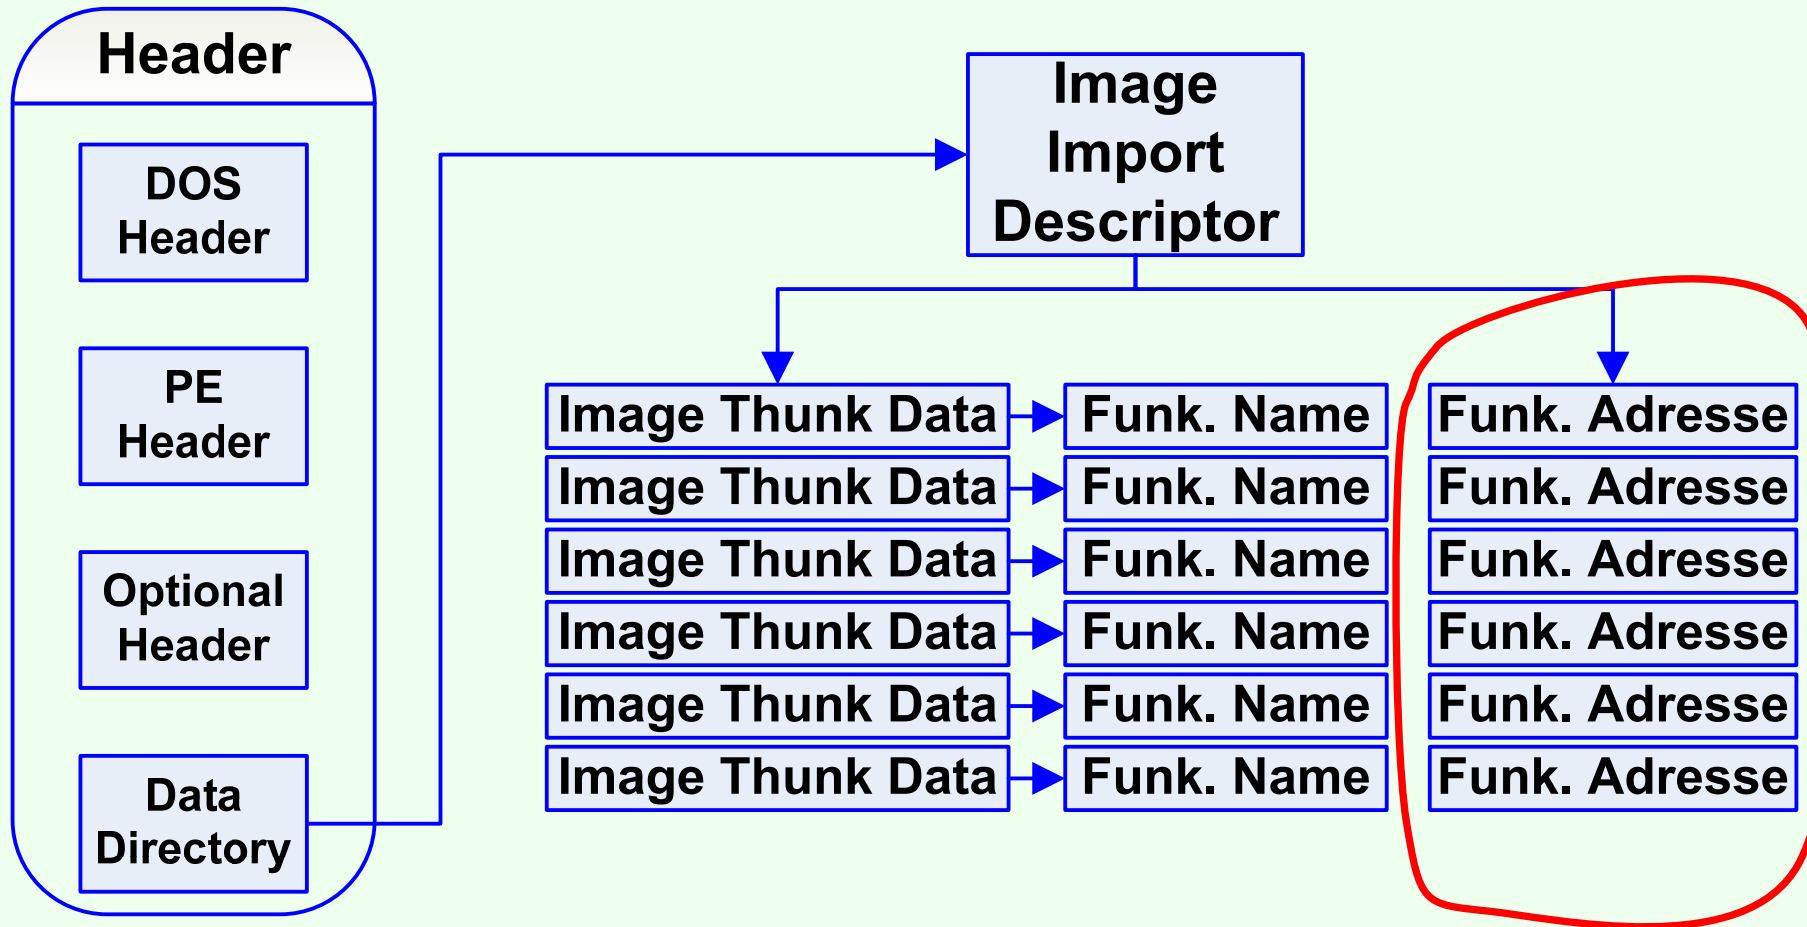 Header
DOS
Header
PE
Header
Optional
Header
Data
Directory
Image
Import
Descriptor
Image Thunk Data Funk. Name Funk. Adresse
Image Thunk Data Funk. Name Funk. Adresse
Image Thunk Data Funk. Name Funk. Adresse
Image Thunk Data Funk. Name Funk. Adresse
Image Thunk Data Funk. Name Funk. Adresse
Image Thunk Data Funk. Name Funk. Adresse